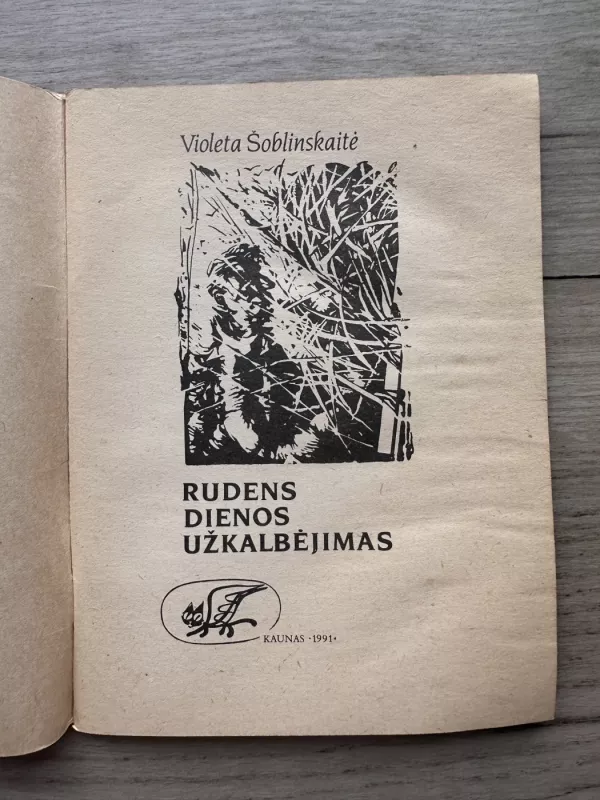 Violeta Šoblinskaitė
RUDENS
DIENOS
UŽKALBĖJIMAS
KAUNAS ·1991·